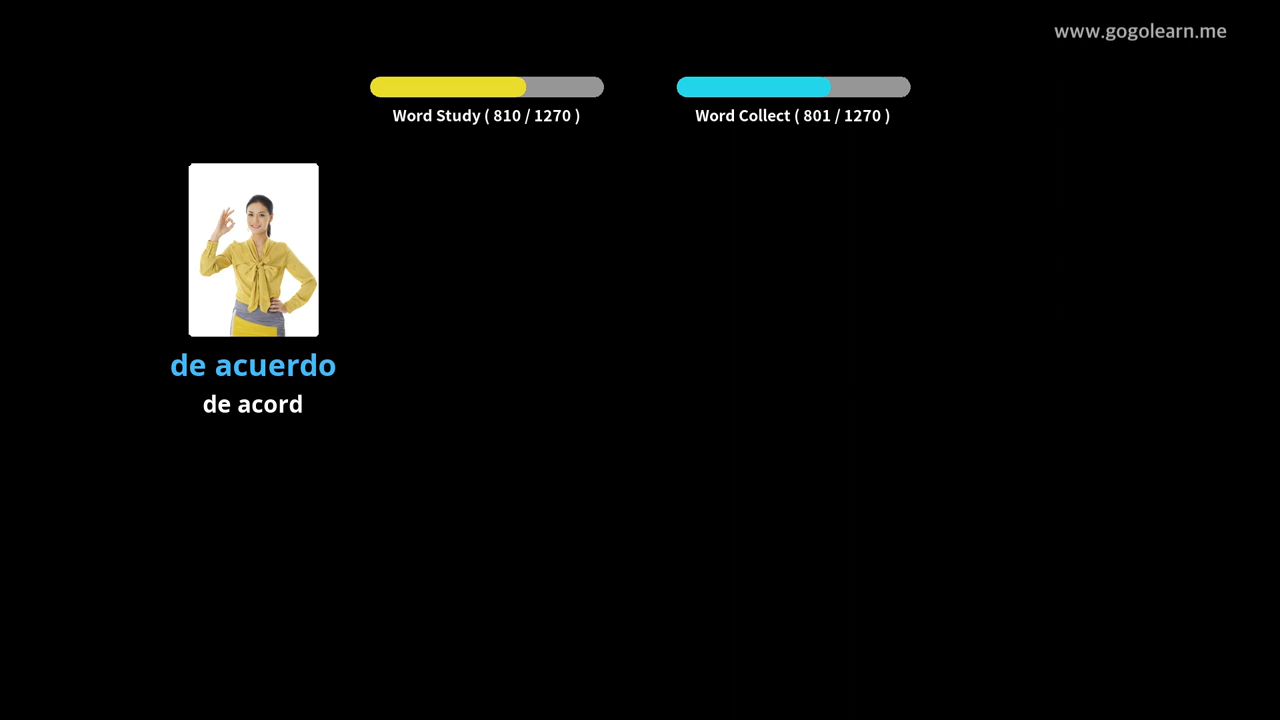 www.gogolearn.me
Word Study ( 810 / 1270 )
Word Collect ( 801 / 1270 )
de acuerdo
de acord